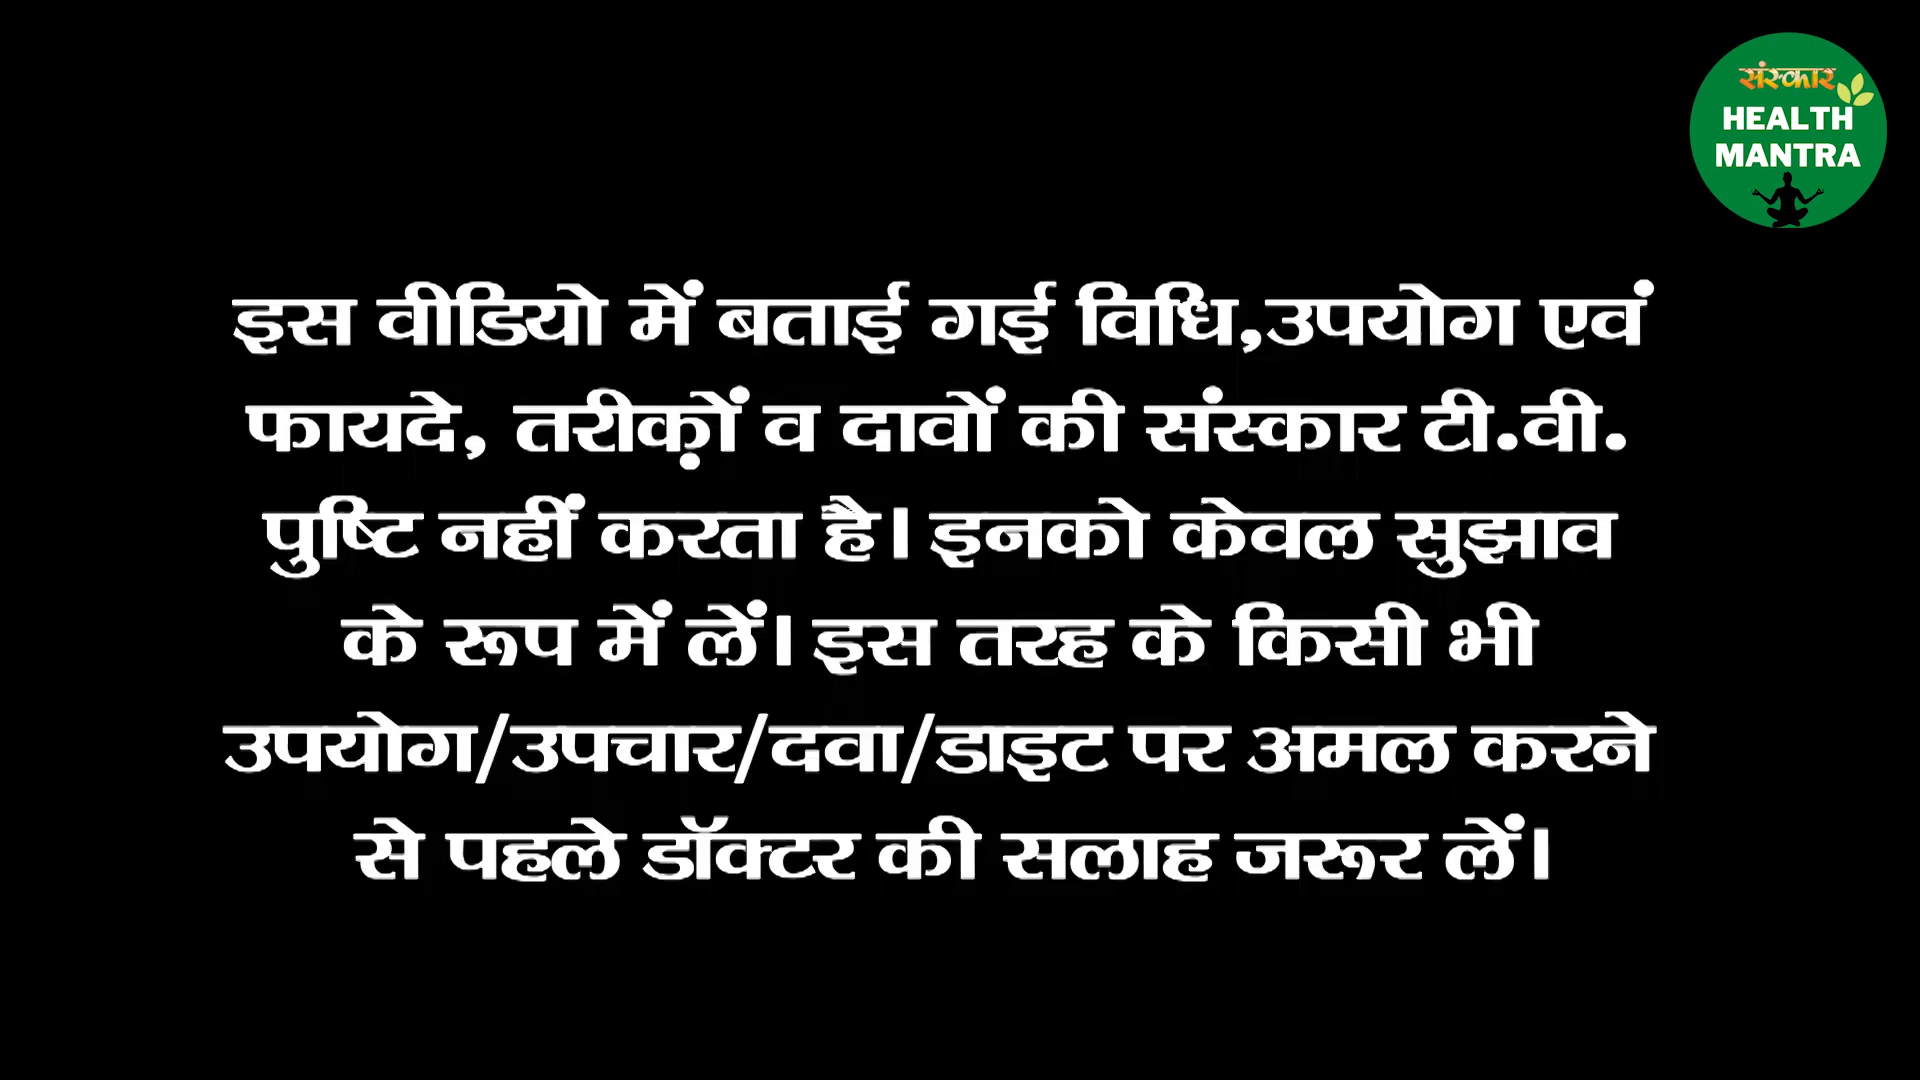 संस्कार
HEALTH
MANTRA
इस वीडियो में बताई गई विधि,उपयोग एवं
फायदे, तरीक़ों व दावों की संस्कार टी.वी.
पुष्टि नहीं करता है। इनको केवल सुझाव
के रूप में लें। इस तरह के किसी भी
उपयोग/उपचार/दवा/डाइट पर अमल करने
से पहले डॉक्टर की सलाह जरूर लें।